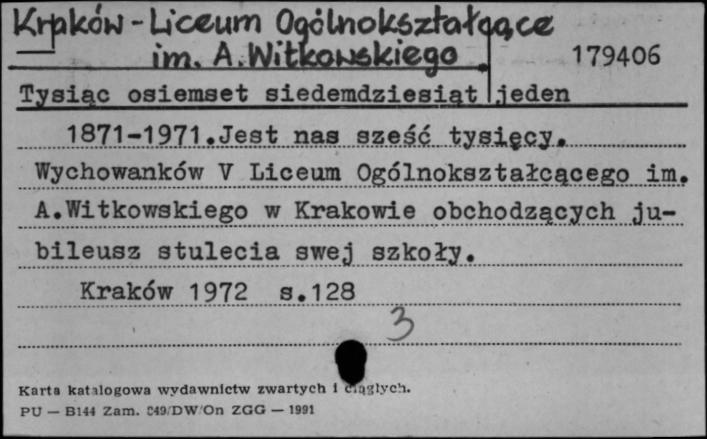 Kraków - Liceum Ogólnokształcące
im. A. Witkowskiego 179406
Tysiąc osiemset siedemdziesiąt jeden
1871-1971.Jest nas sześć tysięcy.
Wychowanków V Liceum Ogólnokształcącego im.
A.Witkowskiego w Krakowie obchodzących ju-
bileusz stulecia swej szkoły.
Kraków 1972 s.128
3
Karta katalogowa wydawnictw zwartych i ciągłych.
PU — B144 Zam. 849/DW/On ZGG — 1991